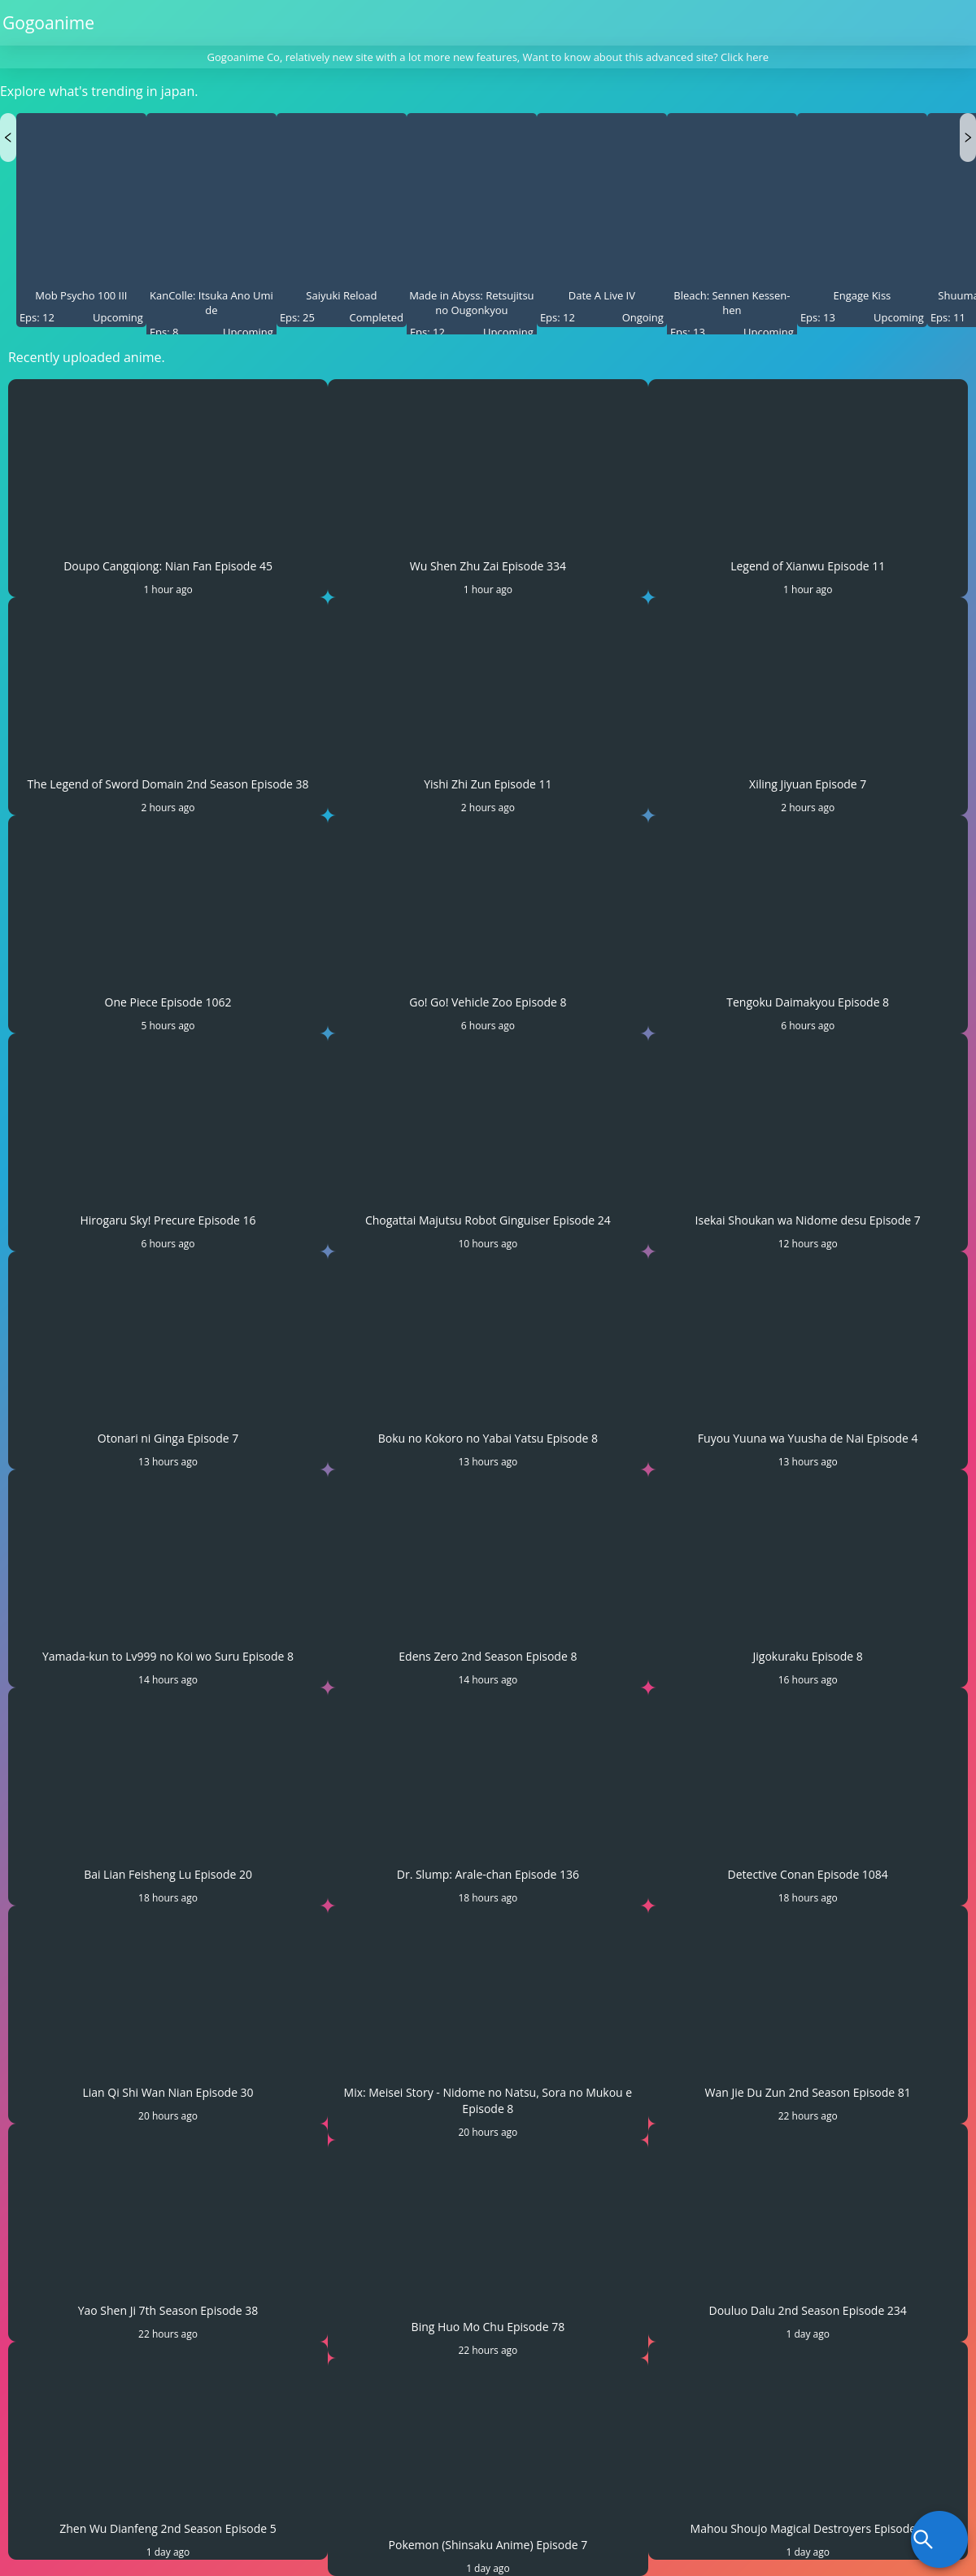 Gogoanime
Gogoanime Co, relatively new site with a lot more new features, Want to know about this advanced site? Click here
Explore what's trending in japan.
Mob Psycho 100 III
Eps: 12 Upcoming
KanColle: Itsuka Ano Umi
de
Eps: 8 Upcoming
Saiyuki Reload
Eps: 25 Completed
Made in Abyss: Retsujitsu
no Ougonkyou
Eps: 12 Upcoming
Date A Live IV
Eps: 12 Ongoing
Bleach: Sennen Kessen-
hen
Eps: 13 Upcoming
Engage Kiss
Eps: 13 Upcoming
Eps: 11
Recently uploaded anime.
Doupo Cangqiong: Nian Fan Episode 45
1 hour ago
Wu Shen Zhu Zai Episode 334
1 hour ago
Legend of Xianwu Episode 11
1 hour ago
The Legend of Sword Domain 2nd Season Episode 38
2 hours ago
Yishi Zhi Zun Episode 11
2 hours ago
Xiling Jiyuan Episode 7
2 hours ago
One Piece Episode 1062
5 hours ago
Go! Go! Vehicle Zoo Episode 8
6 hours ago
Tengoku Daimakyou Episode 8
6 hours ago
Hirogaru Sky! Precure Episode 16
6 hours ago
Chogattai Majutsu Robot Ginguiser Episode 24
10 hours ago
Isekai Shoukan wa Nidome desu Episode 7
12 hours ago
Otonari ni Ginga Episode 7
13 hours ago
Boku no Kokoro no Yabai Yatsu Episode 8
13 hours ago
Fuyou Yuuna wa Yuusha de Nai Episode 4
13 hours ago
Yamada-kun to Lv999 no Koi wo Suru Episode 8
14 hours ago
Edens Zero 2nd Season Episode 8
14 hours ago
Jigokuraku Episode 8
16 hours ago
Bai Lian Feisheng Lu Episode 20
18 hours ago
Dr. Slump: Arale-chan Episode 136
18 hours ago
Detective Conan Episode 1084
18 hours ago
Lian Qi Shi Wan Nian Episode 30
20 hours ago
Mix: Meisei Story - Nidome no Natsu, Sora no Mukou e
Episode 8
20 hours ago
Wan Jie Du Zun 2nd Season Episode 81
22 hours ago
Yao Shen Ji 7th Season Episode 38
22 hours ago
Bing Huo Mo Chu Episode 78
22 hours ago
Douluo Dalu 2nd Season Episode 234
1 day ago
Zhen Wu Dianfeng 2nd Season Episode 5
1 day ago
Pokemon (Shinsaku Anime) Episode 7
1 day ago
Mahou Shoujo Magical Destroyers Episode
1 day ago